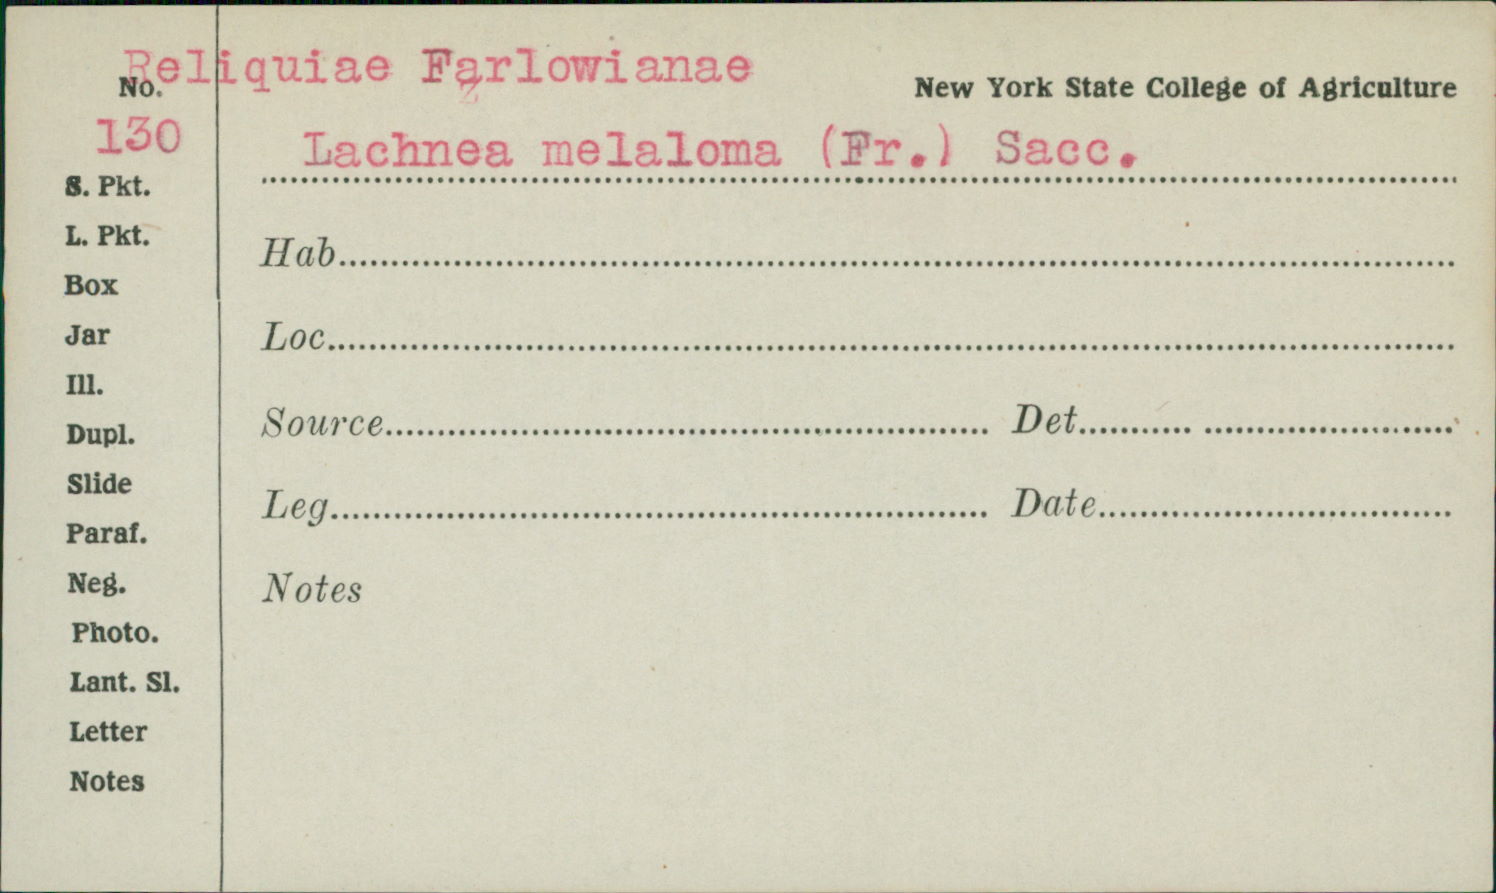 Reliquiae Farlowianae
No.
New York State College of Agriculture
130
Lachnea melaloma (Fr.) Sacc.
S. Pkt.
L. Pkt.
Hab
Box
Loc
Jar
Ill.
Source Det
Dupl.
Slide
Leg Date
Paraf.
Neg.
Notes
Photo.
Lant. Sl.
Letter
Notes